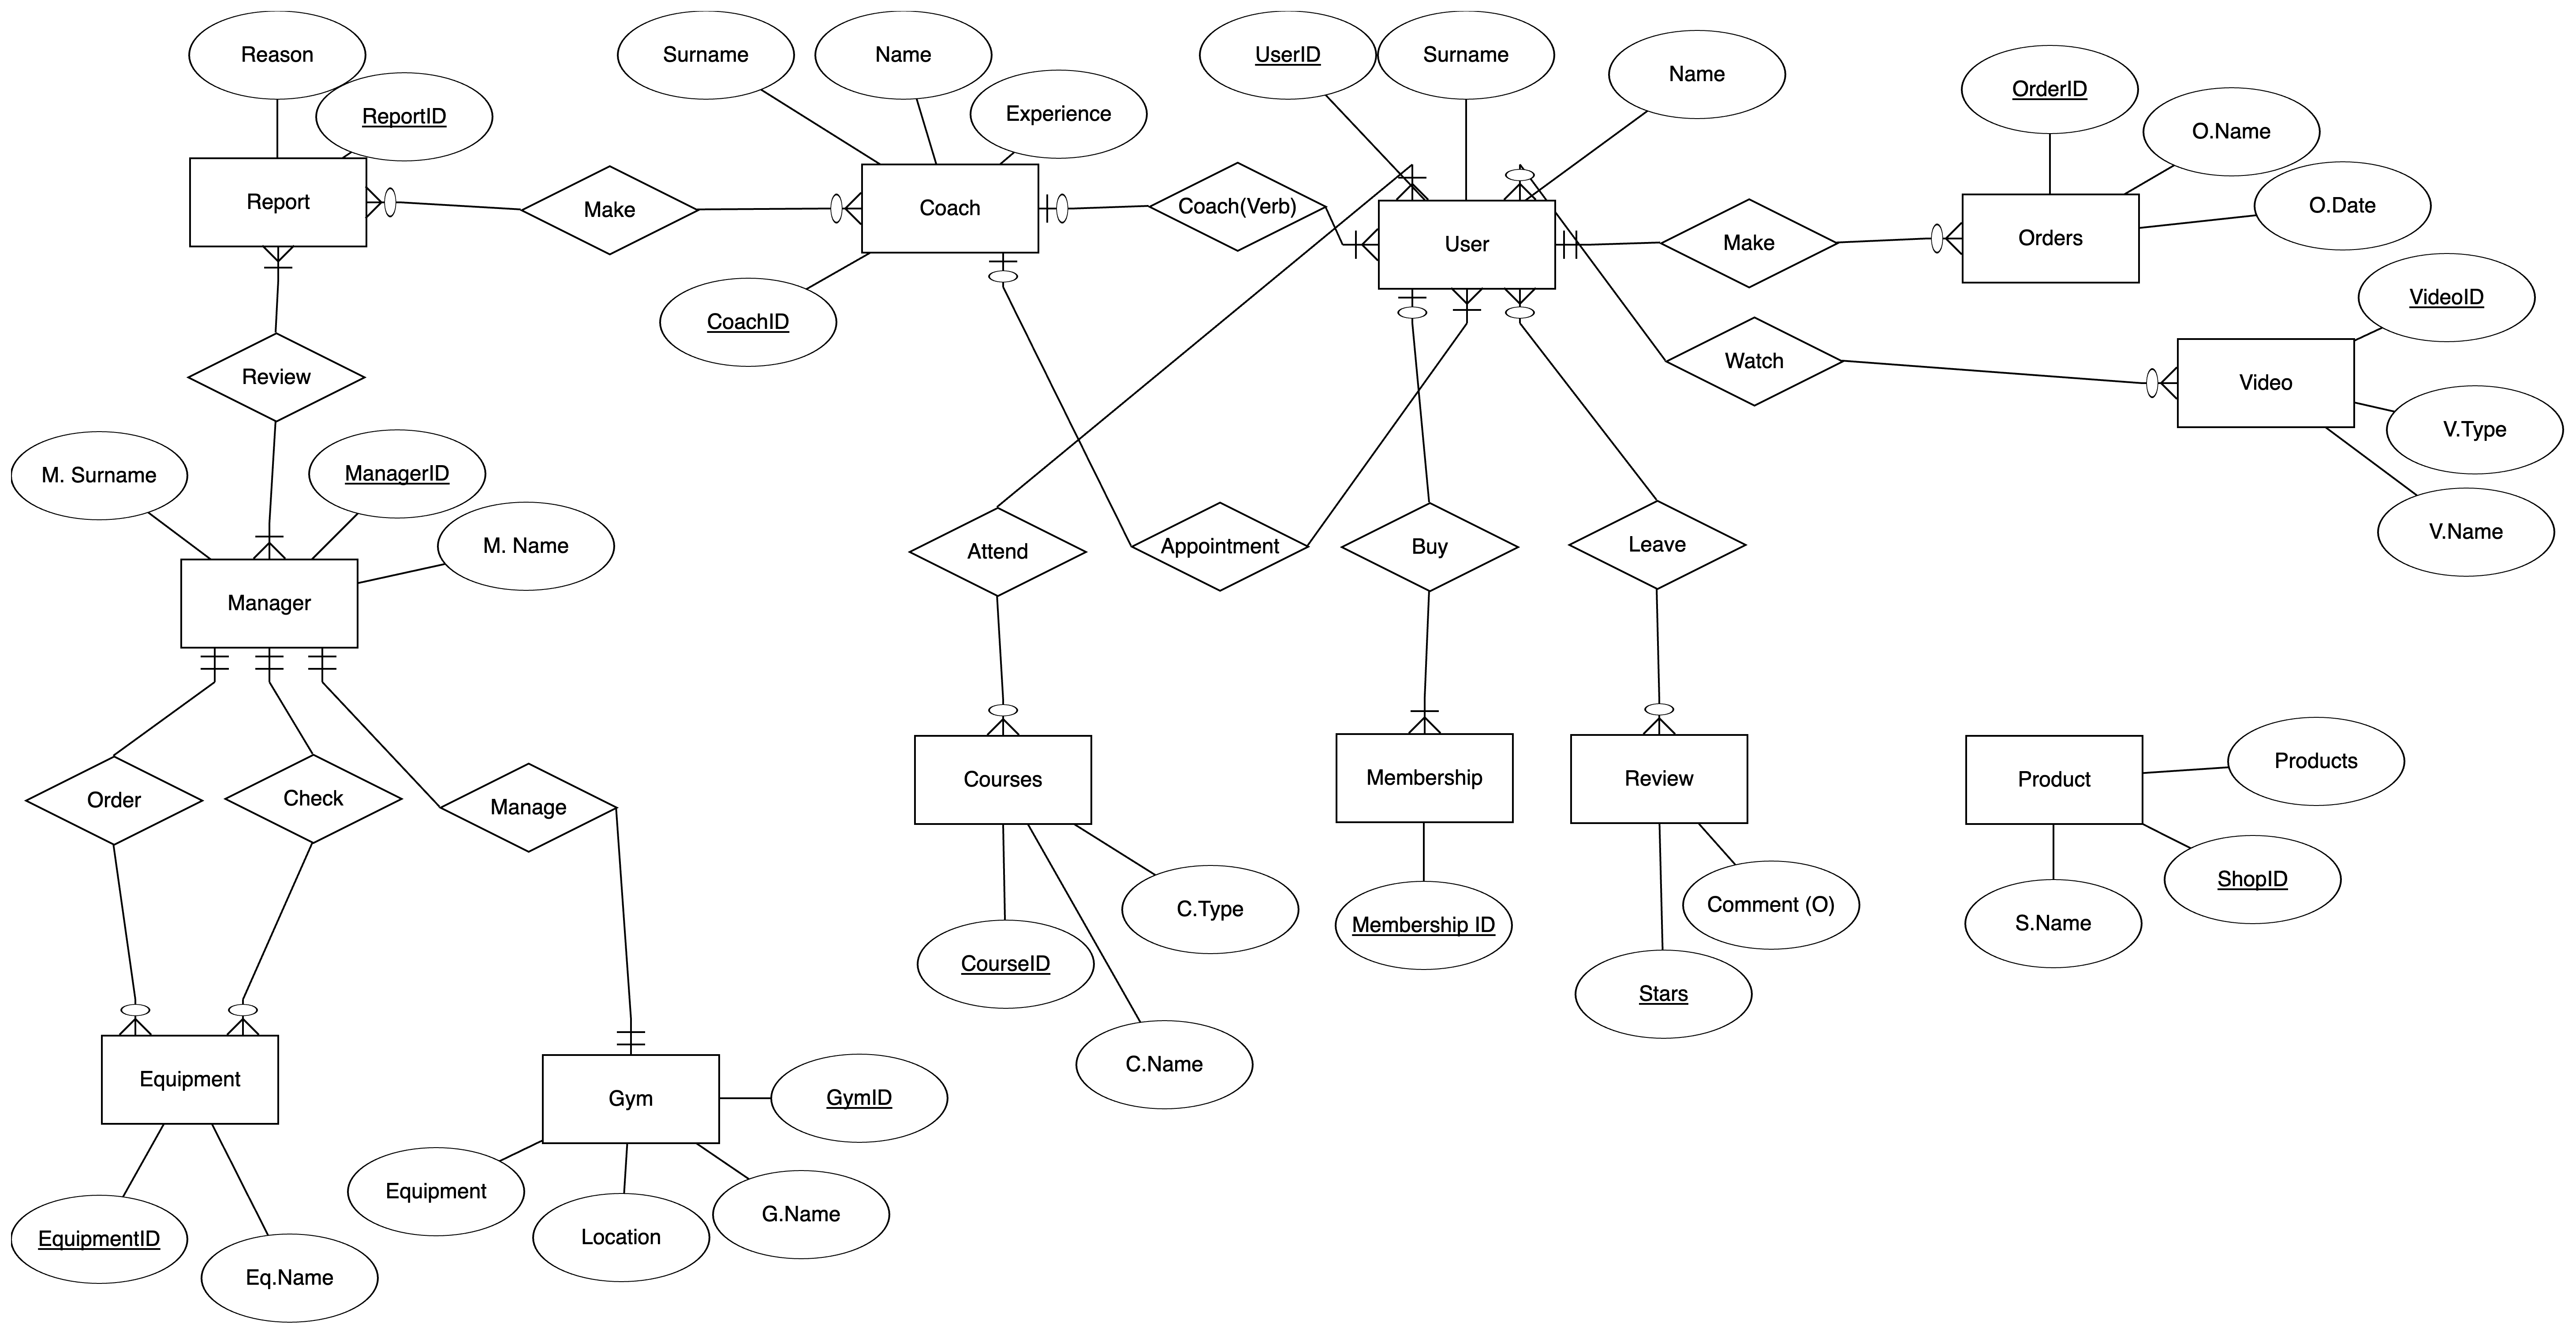 Reason
ReportID
Surname
Name
Experience
UserID
Surname
Name
OrderID
O.Name
O.Date
Report
Make
Coach
Coach(Verb)
User
Make
Orders
CoachID
VideoID
Review
Watch
Video
V.Type
V.Name
M. Surname
ManagerID
M. Name
Attend
Appointment
Buy
Leave
Manager
Order
Check
Manage
Courses
Membership
Review
Product
Products
ShopID
S.Name
C.Type
Membership ID
Comment (O)
CourseID
Stars
C.Name
Equipment
Gym
GymID
Equipment
Location
G.Name
EquipmentID
Eq.Name